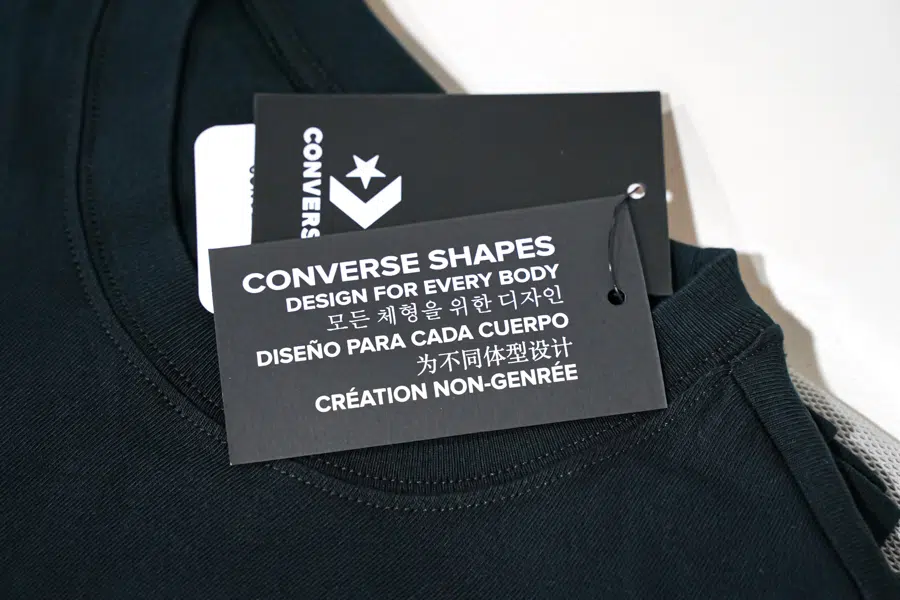 CONVERS
CONVERSE SHAPES
DESIGN FOR EVERY BODY
모든 체형을 위한 디자인
DISEÑO PARA CADA CUERPO
为不同体型设计
CRÉATION NON-GENRÉE